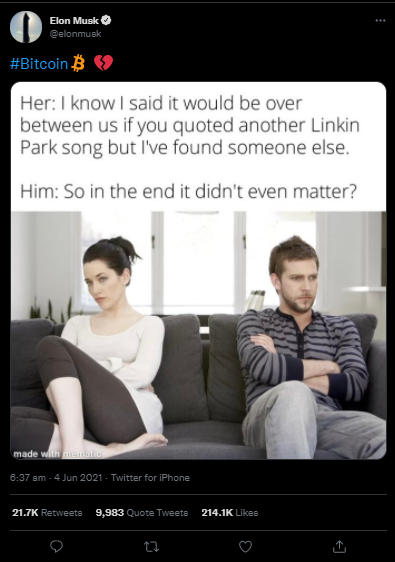 Elon Musk
@elonmusk
#Bitcoin
Her: I know I said it would be over
between us if you quoted another Linkin
Park song but I've found someone else.
Him: So in the end it didn't even matter?
made with mematic
6:37 am · 4 Jun 2021 · Twitter for iPhone
21.7K Retweets 9,983 Quote Tweets 214.1K Likes